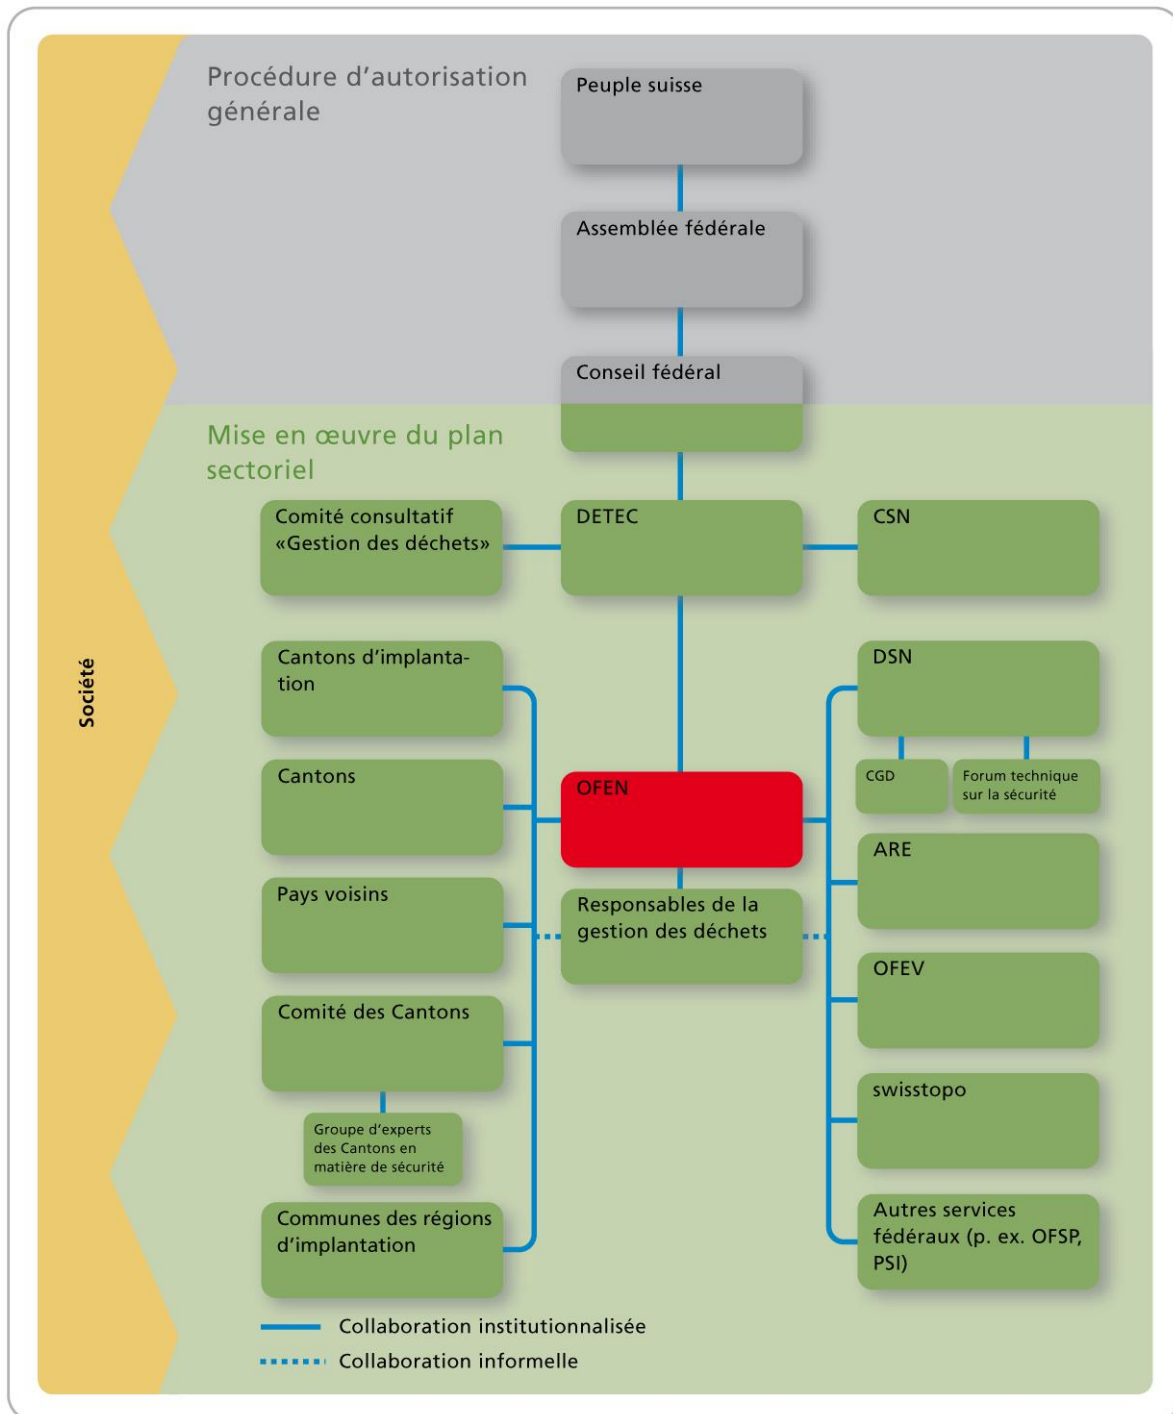 Procédure d'autorisation
générale
Peuple suisse
Assemblée fédérale
Conseil fédéral
Mise en œuvre du plan
sectoriel
Comité consultatif
«Gestion des déchets»
DETEC
CSN
Société
Cantons d'implanta-
tion
Cantons
Pays voisins
Comité des Cantons
Groupe d'experts
des Cantons en
matière de sécurité
Communes des régions
d'implantation
OFEN
Responsables de la
gestion des déchets
DSN
CGD
Forum technique
sur la sécurité
ARE
OFEV
swisstopo
Autres services
fédéraux (p. ex. OFSP,
PSI)
Collaboration institutionnalisée
Collaboration informelle